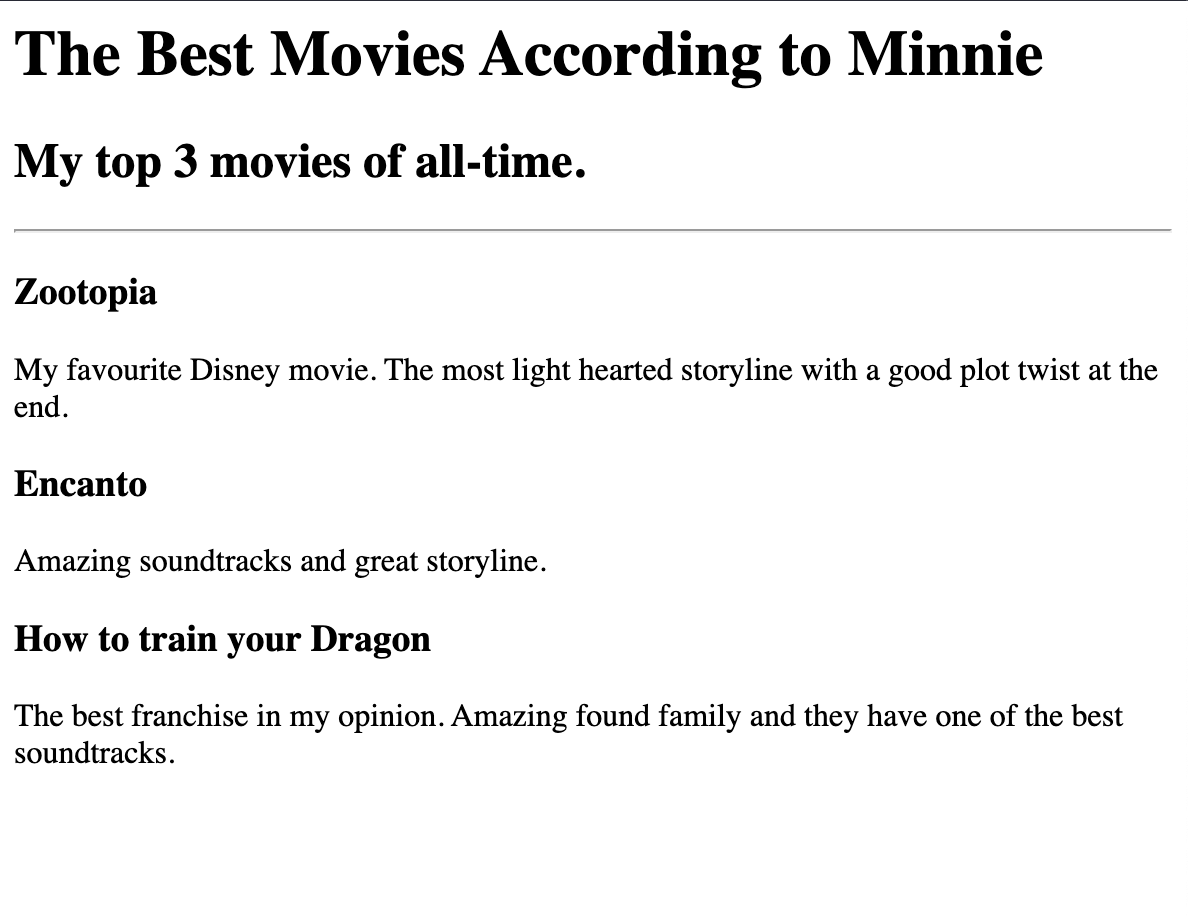 The Best Movies According to Minnie
My top 3 movies of all-time.
Zootopia
My favourite Disney movie. The most light hearted storyline with a good plot twist at the
end.
Encanto
Amazing soundtracks and great storyline.
How to train your Dragon
The best franchise in my opinion. Amazing found family and they have one of the best
soundtracks.